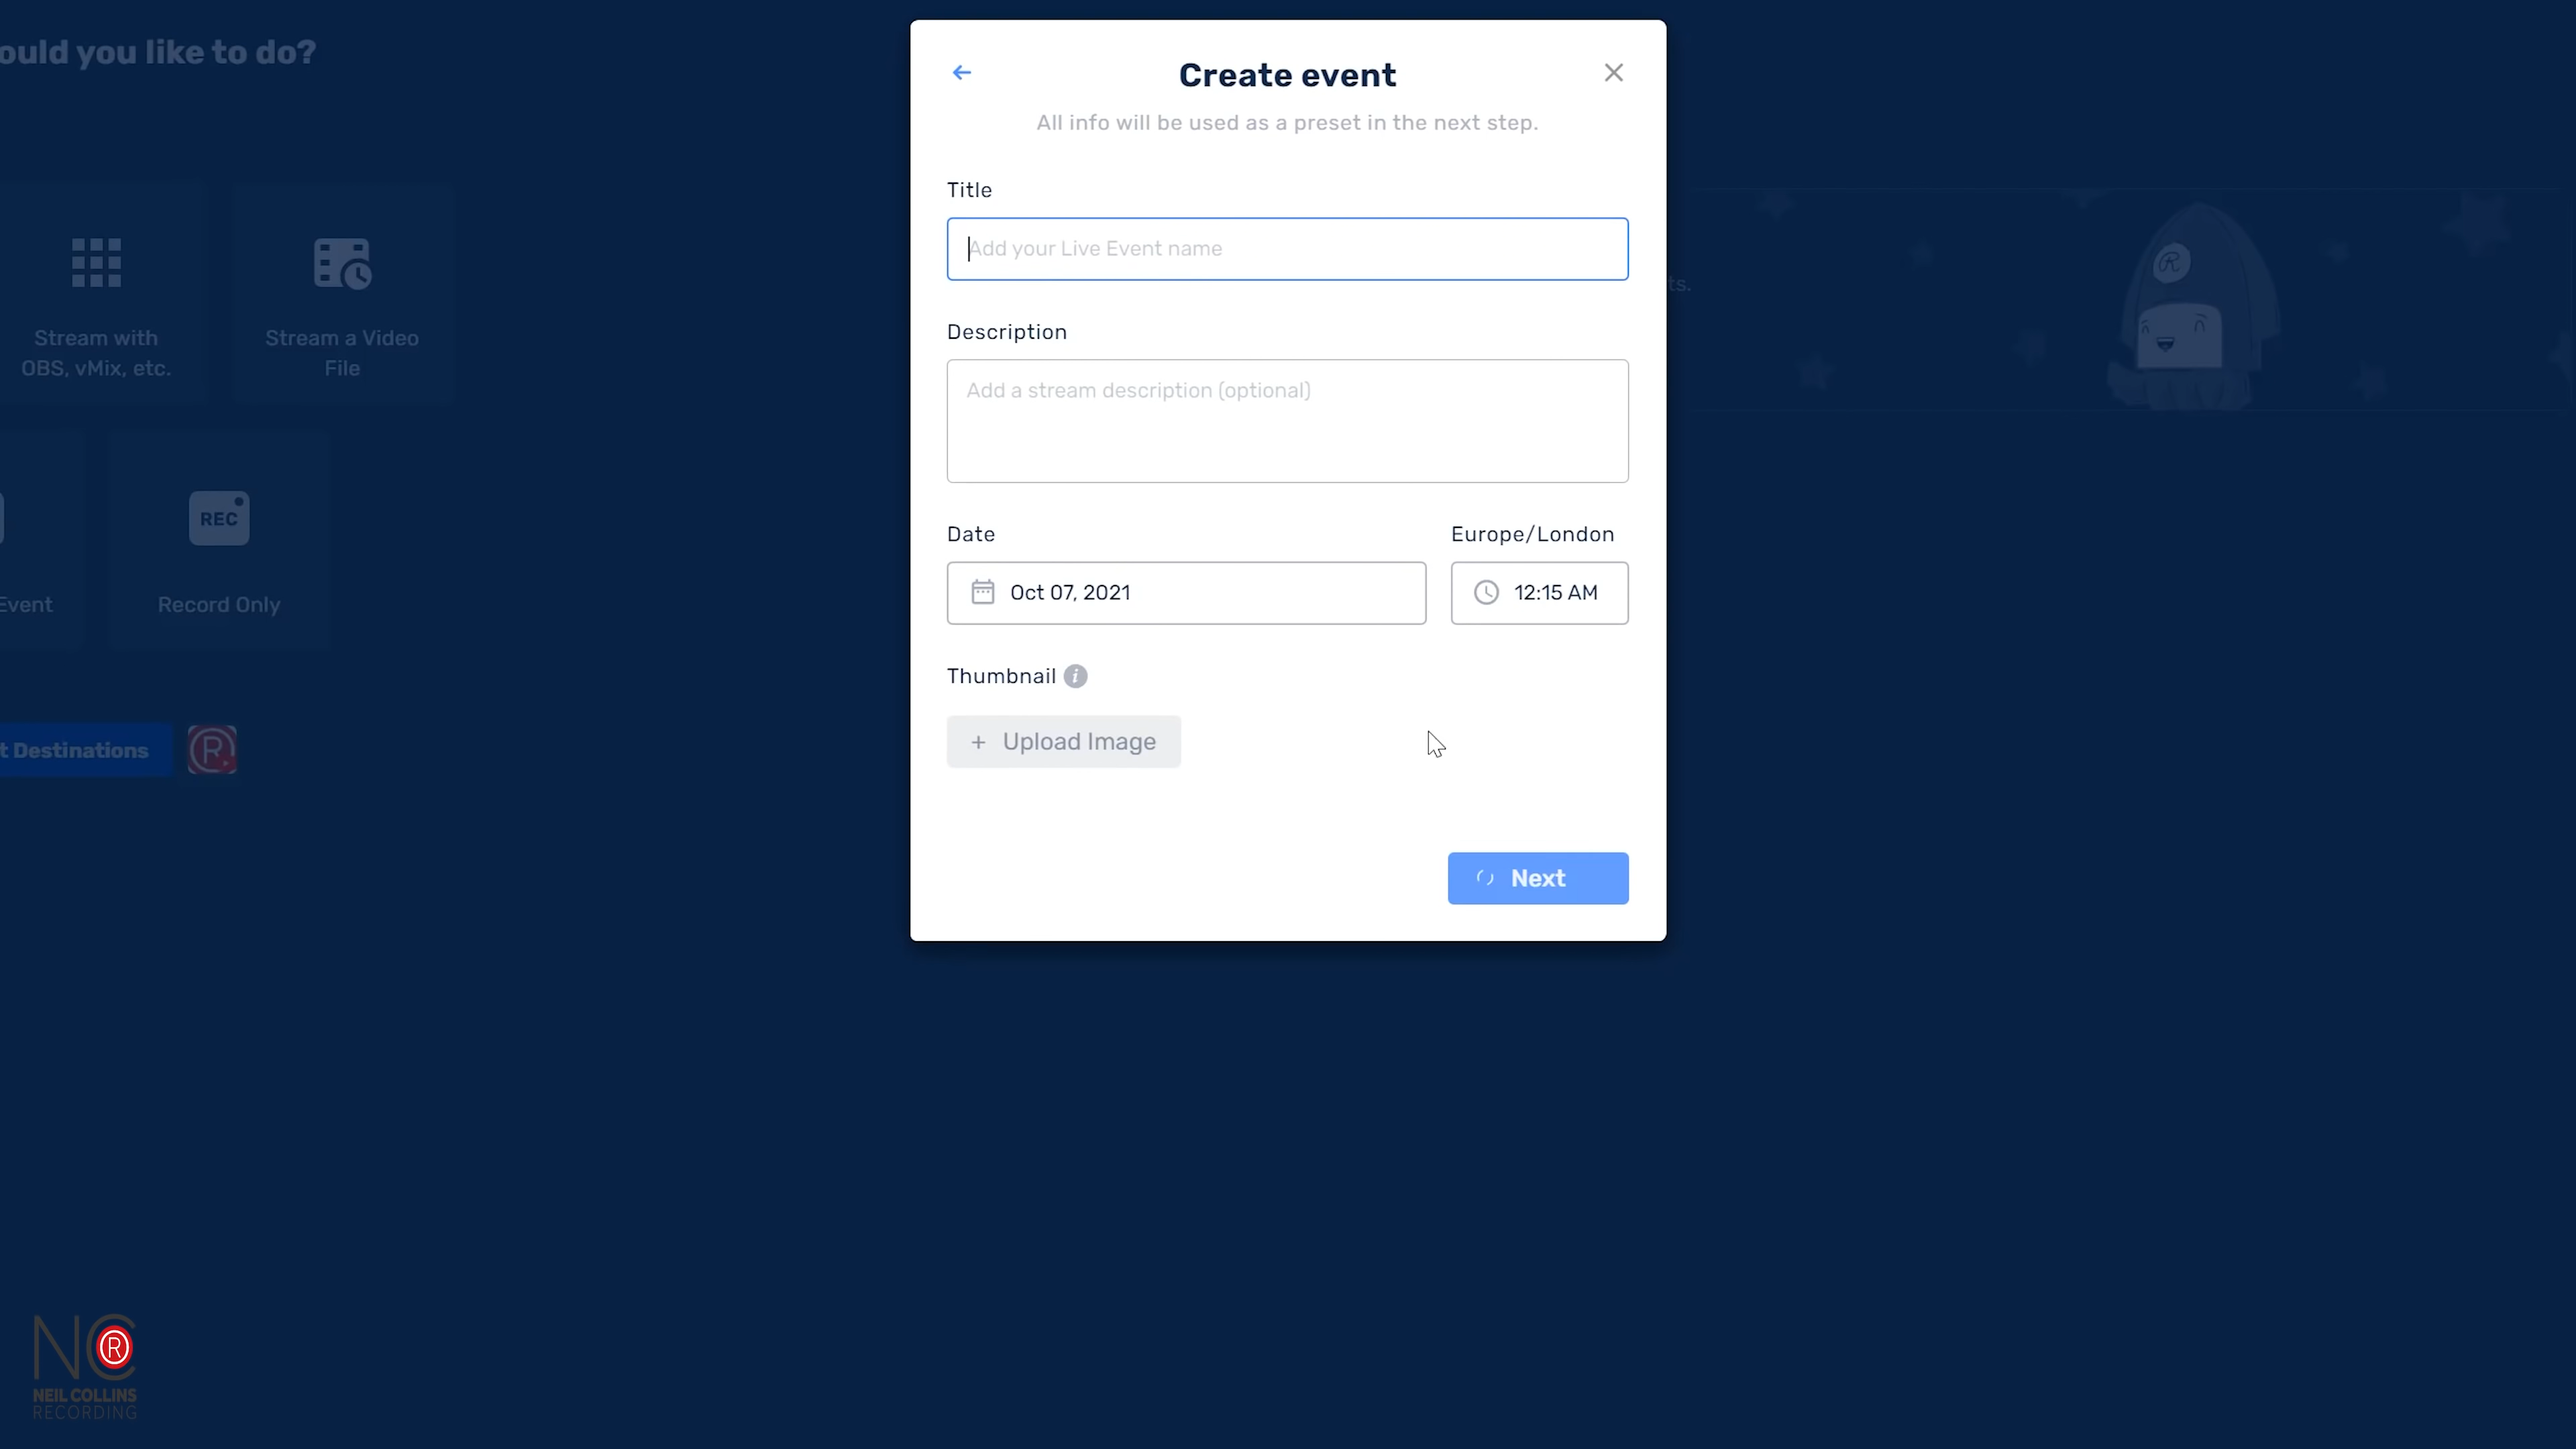 ould you like to do?
Stream with
OBS, vMix, etc.
Stream a Video
File
Event
REC
Record Only
t Destinations
R
Create event
All info will be used as a preset in the next step.
Title
Add your Live Event name
Description
Add a stream description (optional)
Date
Europe/London
Oct 07, 2021
12:15 AM
Thumbnail i
+ Upload Image
Next
ts.
R
NC
R
NEIL COLLINS
RECORDING